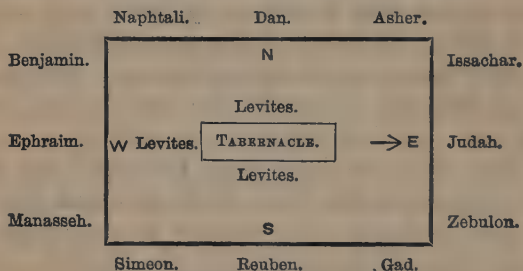 Naphtali. Dan. Asher.
Benjamin. N Issachar.
Levites.
Ephraim. W Levites. TABERNACLE. E Judah.
Levites.
Manasseh. S Zebulon.
Simeon. Reuben. Gad.